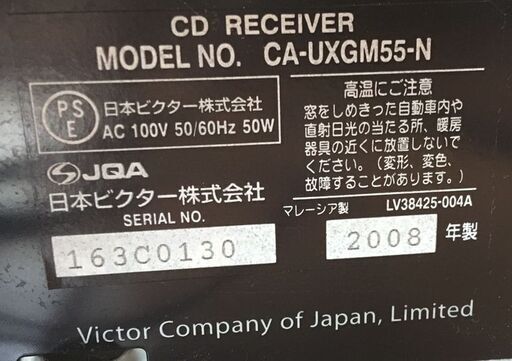 CD RECEIVER
MODEL NO. CA-UXGM55-N
PS
E
日本ビクター株式会社
AC 100V 50/60Hz 50W
JQA
日本ビクター株式会社
SERIAL NO.
163C0130
高温にご注意
窓をしめきった自動車内や
直射日光の当たる所、暖房
器具の近くに放置しないで
ください。（変形、変色、
故障することがあります。）
マレーシア製
LV38425-004A
2008 年製
Victor Company of Japan, Limited